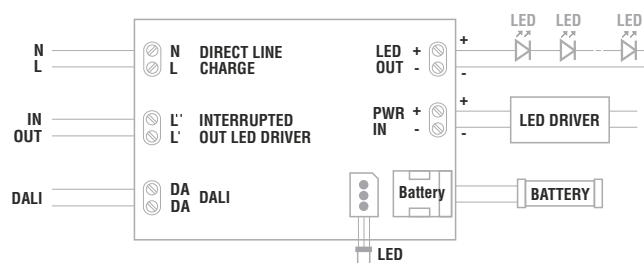 LED LED LED
N N DIRECT LINE LED + +
L L CHARGE OUT - -
IN L'' INTERRUPTED PWR + +
OUT L' OUT LED DRIVER IN - -
LED DRIVER
DALI DA DALI
DA
Battery
BATTERY
LED